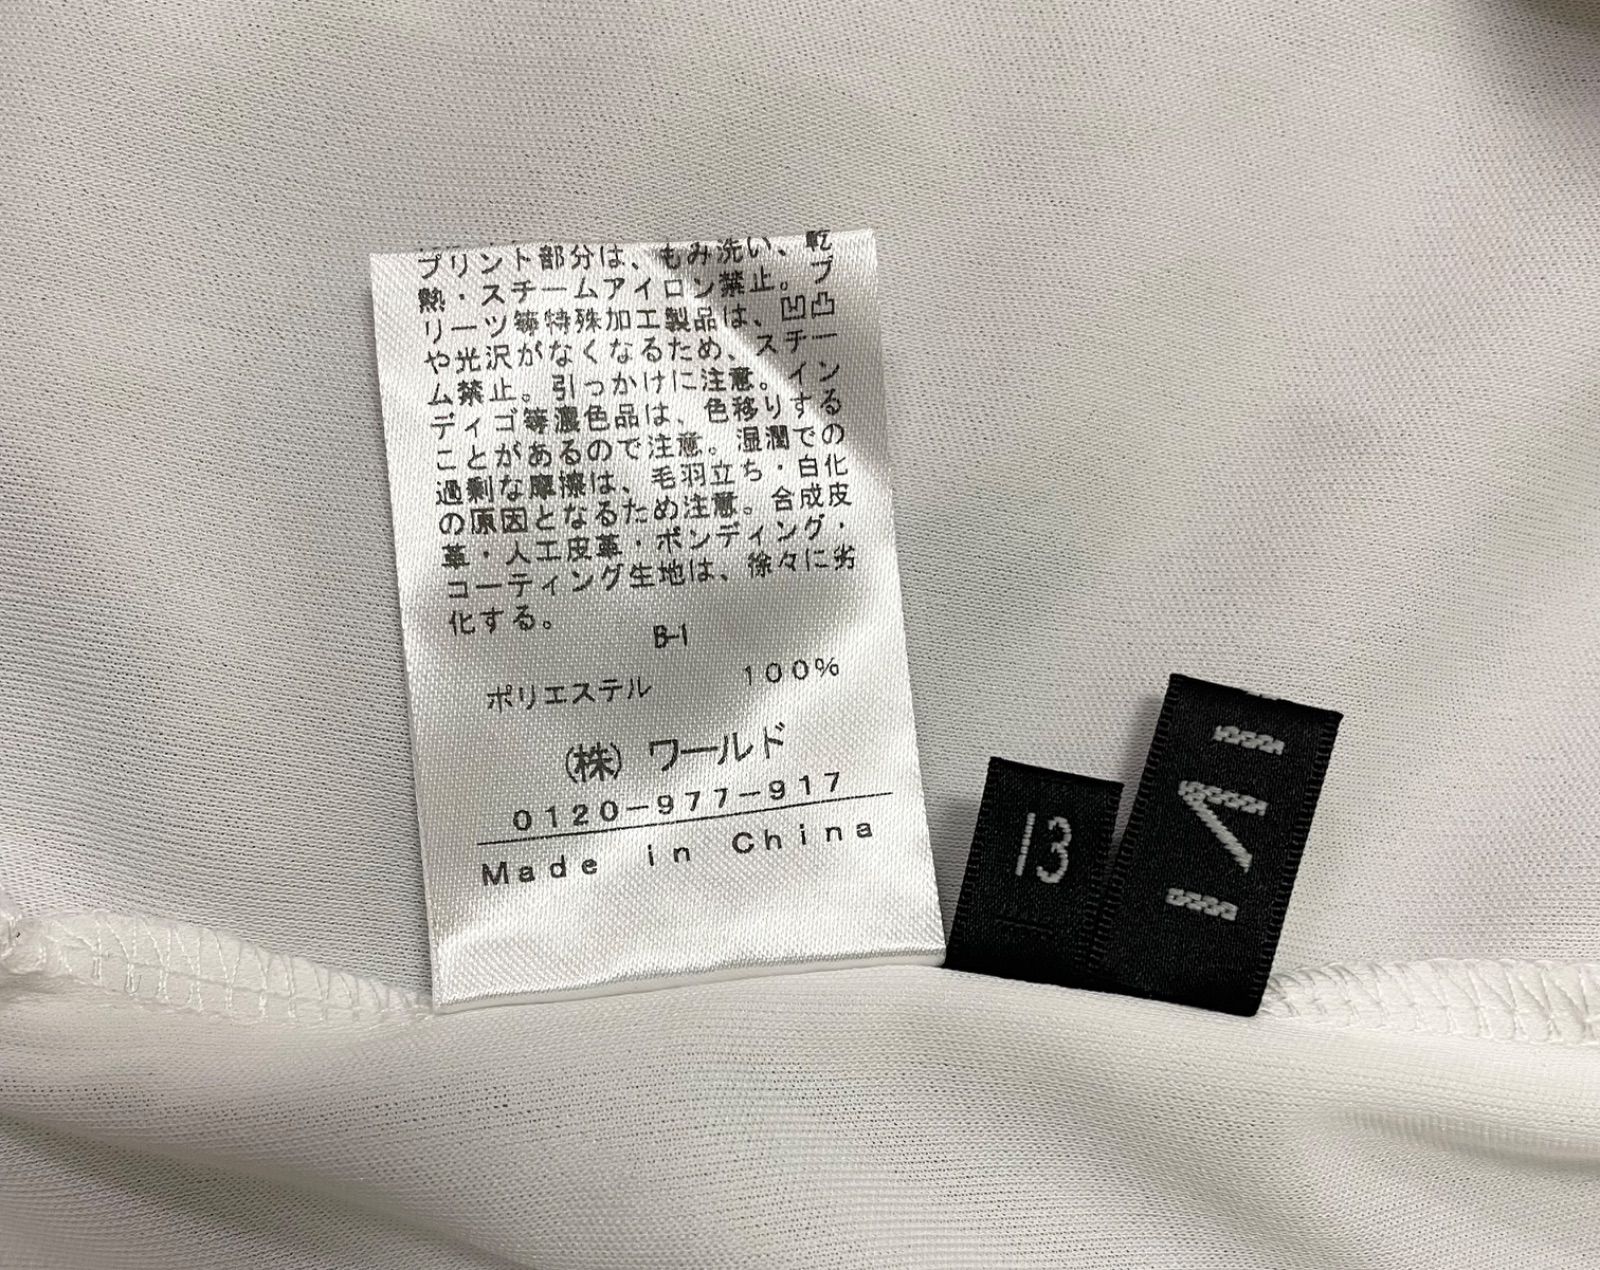 プリント部分は、もみ洗い、乾
熱・スチームアイロン禁止。プ
リーツ等特殊加工製品は、凹凸
や光沢がなくなるため、スチー
ム禁止。引っかけに注意。イン
ディゴ等濃色品は、色移りする
ことがあるので注意。湿潤での
過剰な摩擦は、毛羽立ち・白化
の原因となるため注意。合成皮
革・人工皮革・ボンディング・
コーティング生地は、徐々に劣
化する。
B-1
ポリエステル 100%
(株) ワールド
0120-977-917
Made in China
13